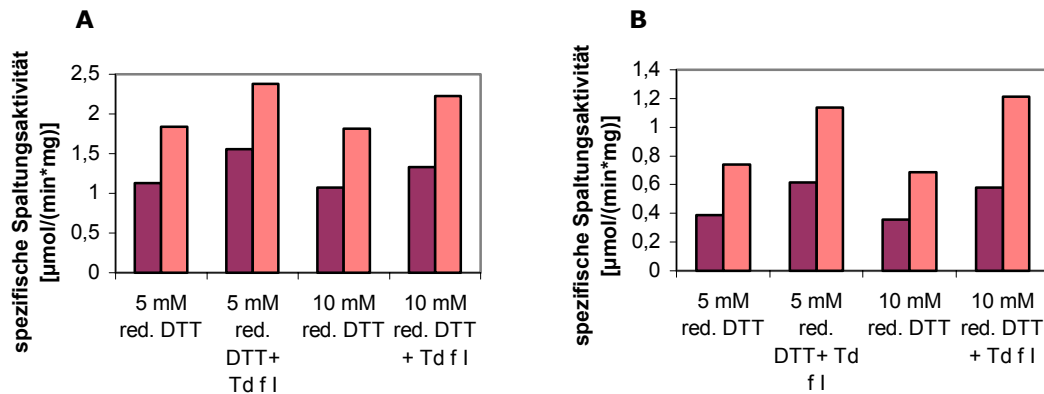 A
spezifische Spaltungsaktivität
[µmol/(min*mg)]
2,5
2
1,5
1
0,5
0
5 mM
red. DTT
5 mM
red.
DTT+
Td f I
10 mM
red. DTT
10 mM
red. DTT
+ Td f I
B
spezifische Spaltungsaktivität
[µmol/(min*mg)]
1,4
1,2
1
0,8
0,6
0,4
0,2
0
5 mM
red. DTT
5 mM
red.
DTT+ Td
f I
10 mM
red. DTT
10 mM
red. DTT
+ Td f I